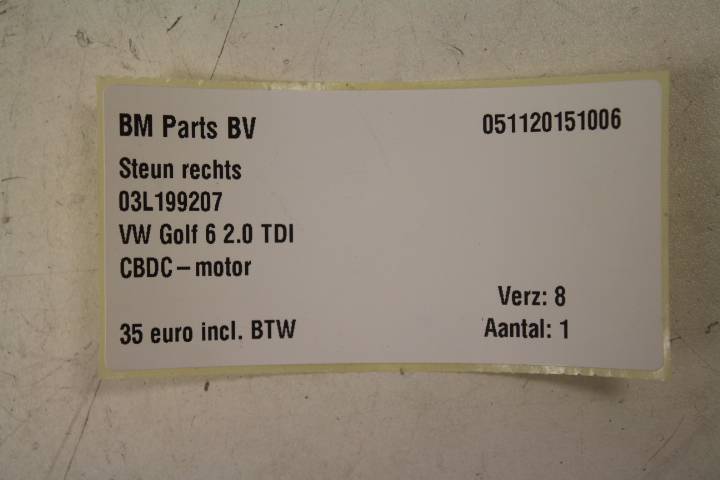 BM Parts BV 051120151006
Steun rechts
03L199207
VW Golf 6 2.0 TDI
CBDC-motor
Verz: 8
35 euro incl. BTW Aantal: 1